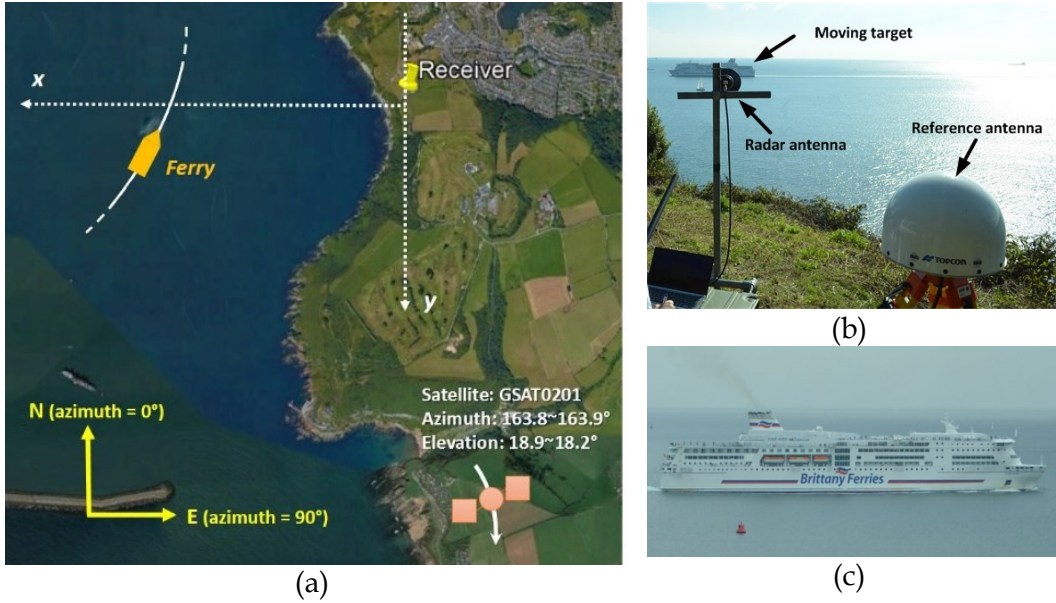 x
Receiver
Ferry
y
Satellite: GSAT0201
Azimuth: 163.8~163.9°
Elevation: 18.9~18.2°
N (azimuth = 0°)
E (azimuth = 90°)
(a)
Moving target
Radar antenna
Reference antenna
TOPCON
(b)
Brittany Ferries
(c)